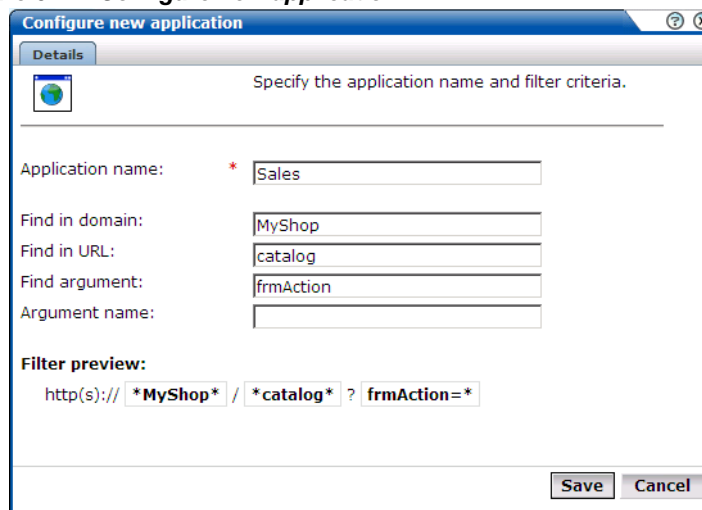 Configure new application
Details
Specify the application name and filter criteria.
Application name: * Sales
Find in domain: MyShop
Find in URL: catalog
Find argument: frmAction
Argument name:
Filter preview:
http(s):// *MyShop* / *catalog* ? frmAction=*
Save Cancel